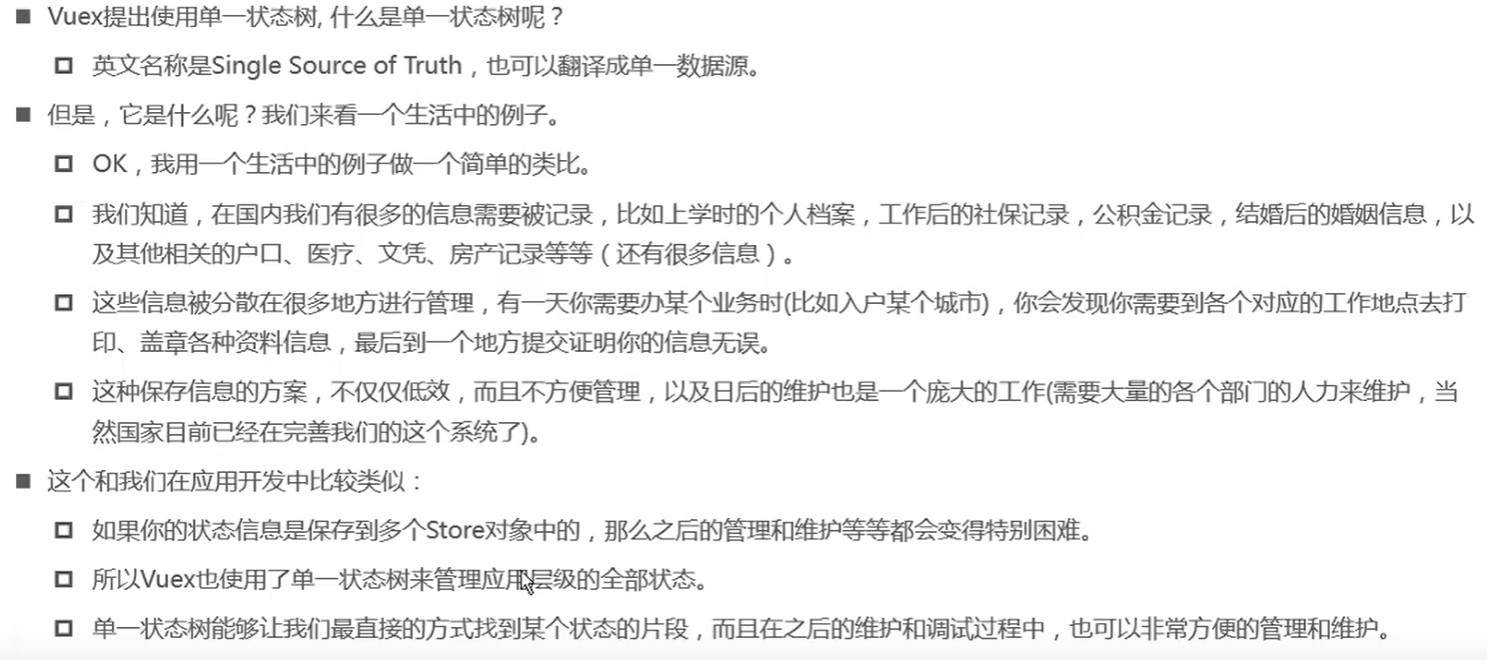 ■ Vuex提出使用单一状态树, 什么是单一状态树呢？
□ 英文名称是Single Source of Truth，也可以翻译成单一数据源。
■ 但是，它是什么呢？我们来看一个生活中的例子。
□ OK，我用一个生活中的例子做一个简单的类比。
□ 我们知道，在国内我们有很多的信息需要被记录，比如上学时的个人档案，工作后的社保记录，公积金记录，结婚后的婚姻信息，以
及其他相关的户口、医疗、文凭、房产记录等等（还有很多信息）。
□ 这些信息被分散在很多地方进行管理，有一天你需要办某个业务时(比如入户某个城市)，你会发现你需要到各个对应的工作地点去打
印、盖章各种资料信息，最后到一个地方提交证明你的信息无误。
□ 这种保存信息的方案，不仅仅低效，而且不方便管理，以及日后的维护也是一个庞大的工作(需要大量的各个部门的人力来维护，当
然国家目前已经在完善我们的这个系统了)。
■ 这个和我们在应用开发中比较类似：
□ 如果你的状态信息是保存到多个Store对象中的，那么之后的管理和维护等等都会变得特别困难。
□ 所以Vuex也使用了单一状态树来管理应用层级的全部状态。
□ 单一状态树能够让我们最直接的方式找到某个状态的片段，而且在之后的维护和调试过程中，也可以非常方便的管理和维护。